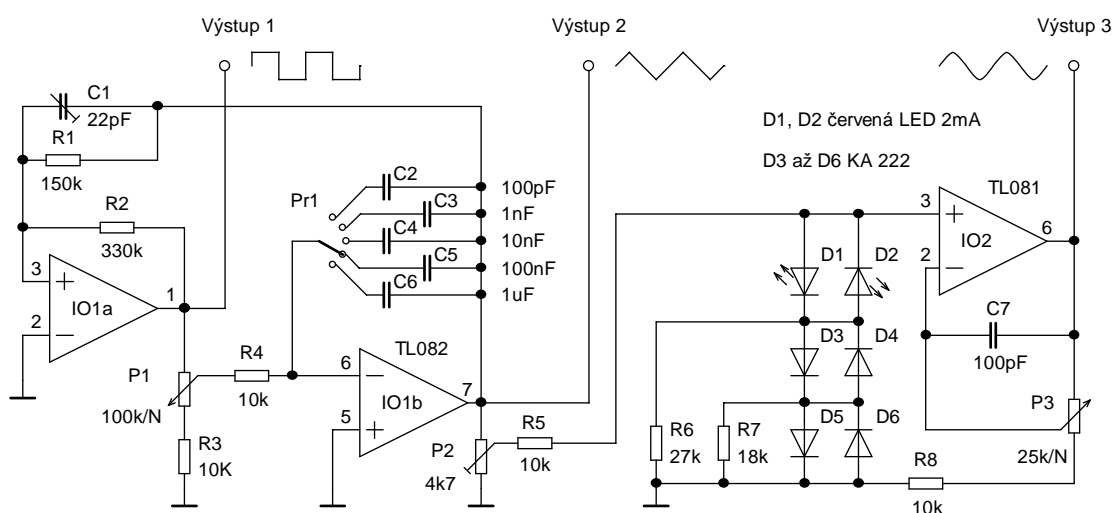 Výstup 1
Výstup 2
Výstup 3
C1
22pF
R1
150k
D1, D2 červená LED 2mA
D3 až D6 KA 222
C2
100pF
C3
1nF
Pr1
C4
10nF
C5
100nF
C6
1uF
R2
330k
3
2
1
IO1a
TL081
3
2
6
IO2
D1
D2
C7
100pF
D3
D4
TL082
R4
10k
6
5
7
IO1b
P1
100k/N
R3
10K
P2
4k7
R5
10k
R6
27k
R7
18k
D5
D6
P3
25k/N
R8
10k